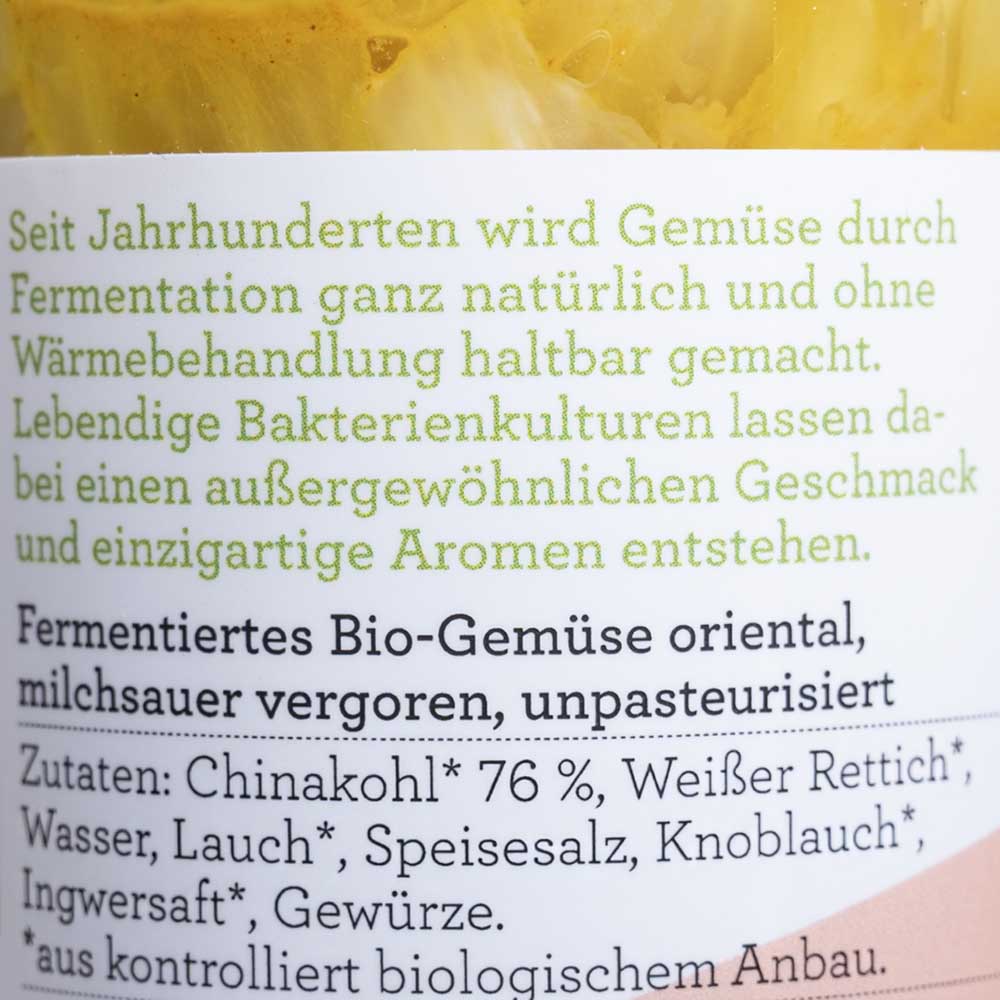 Seit Jahrhunderten wird Gemüse durch
Fermentation ganz natürlich und ohne
Wärmebehandlung haltbar gemacht.
Lebendige Bakterienkulturen lassen da-
bei einen außergewöhnlichen Geschmack
und einzigartige Aromen entstehen.
Fermentiertes Bio-Gemüse oriental,
milchsauer vergoren, unpasteurisiert
Zutaten: Chinakohl* 76 %, Weißer Rettich*,
Wasser, Lauch*, Speisesalz, Knoblauch*,
Ingwersaft*, Gewürze.
*aus kontrolliert biologischem Anbau.